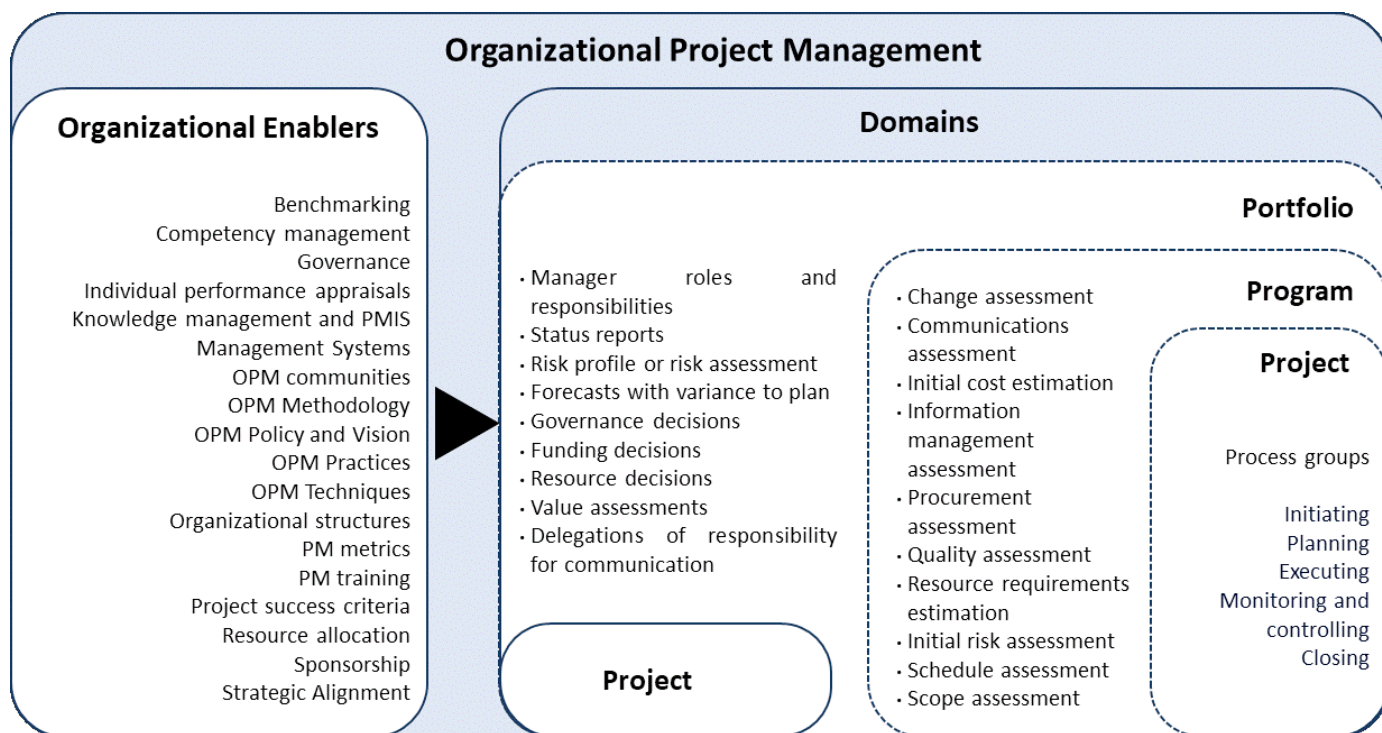 Organizational Project Management
Organizational Enablers
Benchmarking
Competency management
Governance
Individual performance appraisals
Knowledge management and PMIS
Management Systems
OPM communities
OPM Methodology
OPM Policy and Vision
OPM Practices
OPM Techniques
Organizational structures
PM metrics
PM training
Project success criteria
Resource allocation
Sponsorship
Strategic Alignment
Domains
Portfolio
· Manager roles and
responsibilities
· Status reports
· Risk profile or risk assessment
· Forecasts with variance to plan
· Governance decisions
· Funding decisions
· Resource decisions
· Value assessments
· Delegations of responsibility
for communication
Project
Program
· Change assessment
· Communications
assessment
· Initial cost estimation
· Information
management
assessment
· Procurement
assessment
· Quality assessment
· Resource requirements
estimation
· Initial risk assessment
· Schedule assessment
· Scope assessment
Project
Process groups
Initiating
Planning
Executing
Monitoring and
controlling
Closing